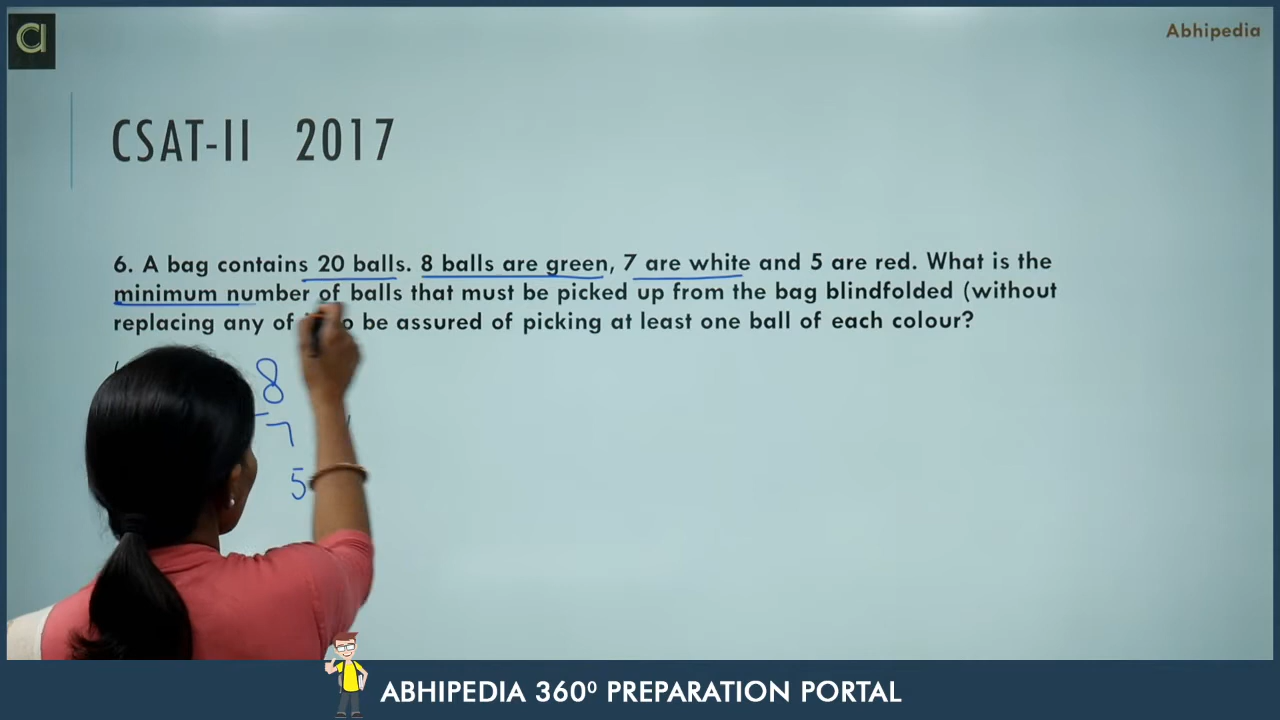 Abhipedia
CSAT-II 2017
6. A bag contains 20 balls. 8 balls are green, 7 are white and 5 are red. What is the
minimum number of balls that must be picked up from the bag blindfolded (without
replacing any of to be assured of picking at least one ball of each colour?
8
7
5
ABHIPEDIA 360⁰ PREPARATION PORTAL